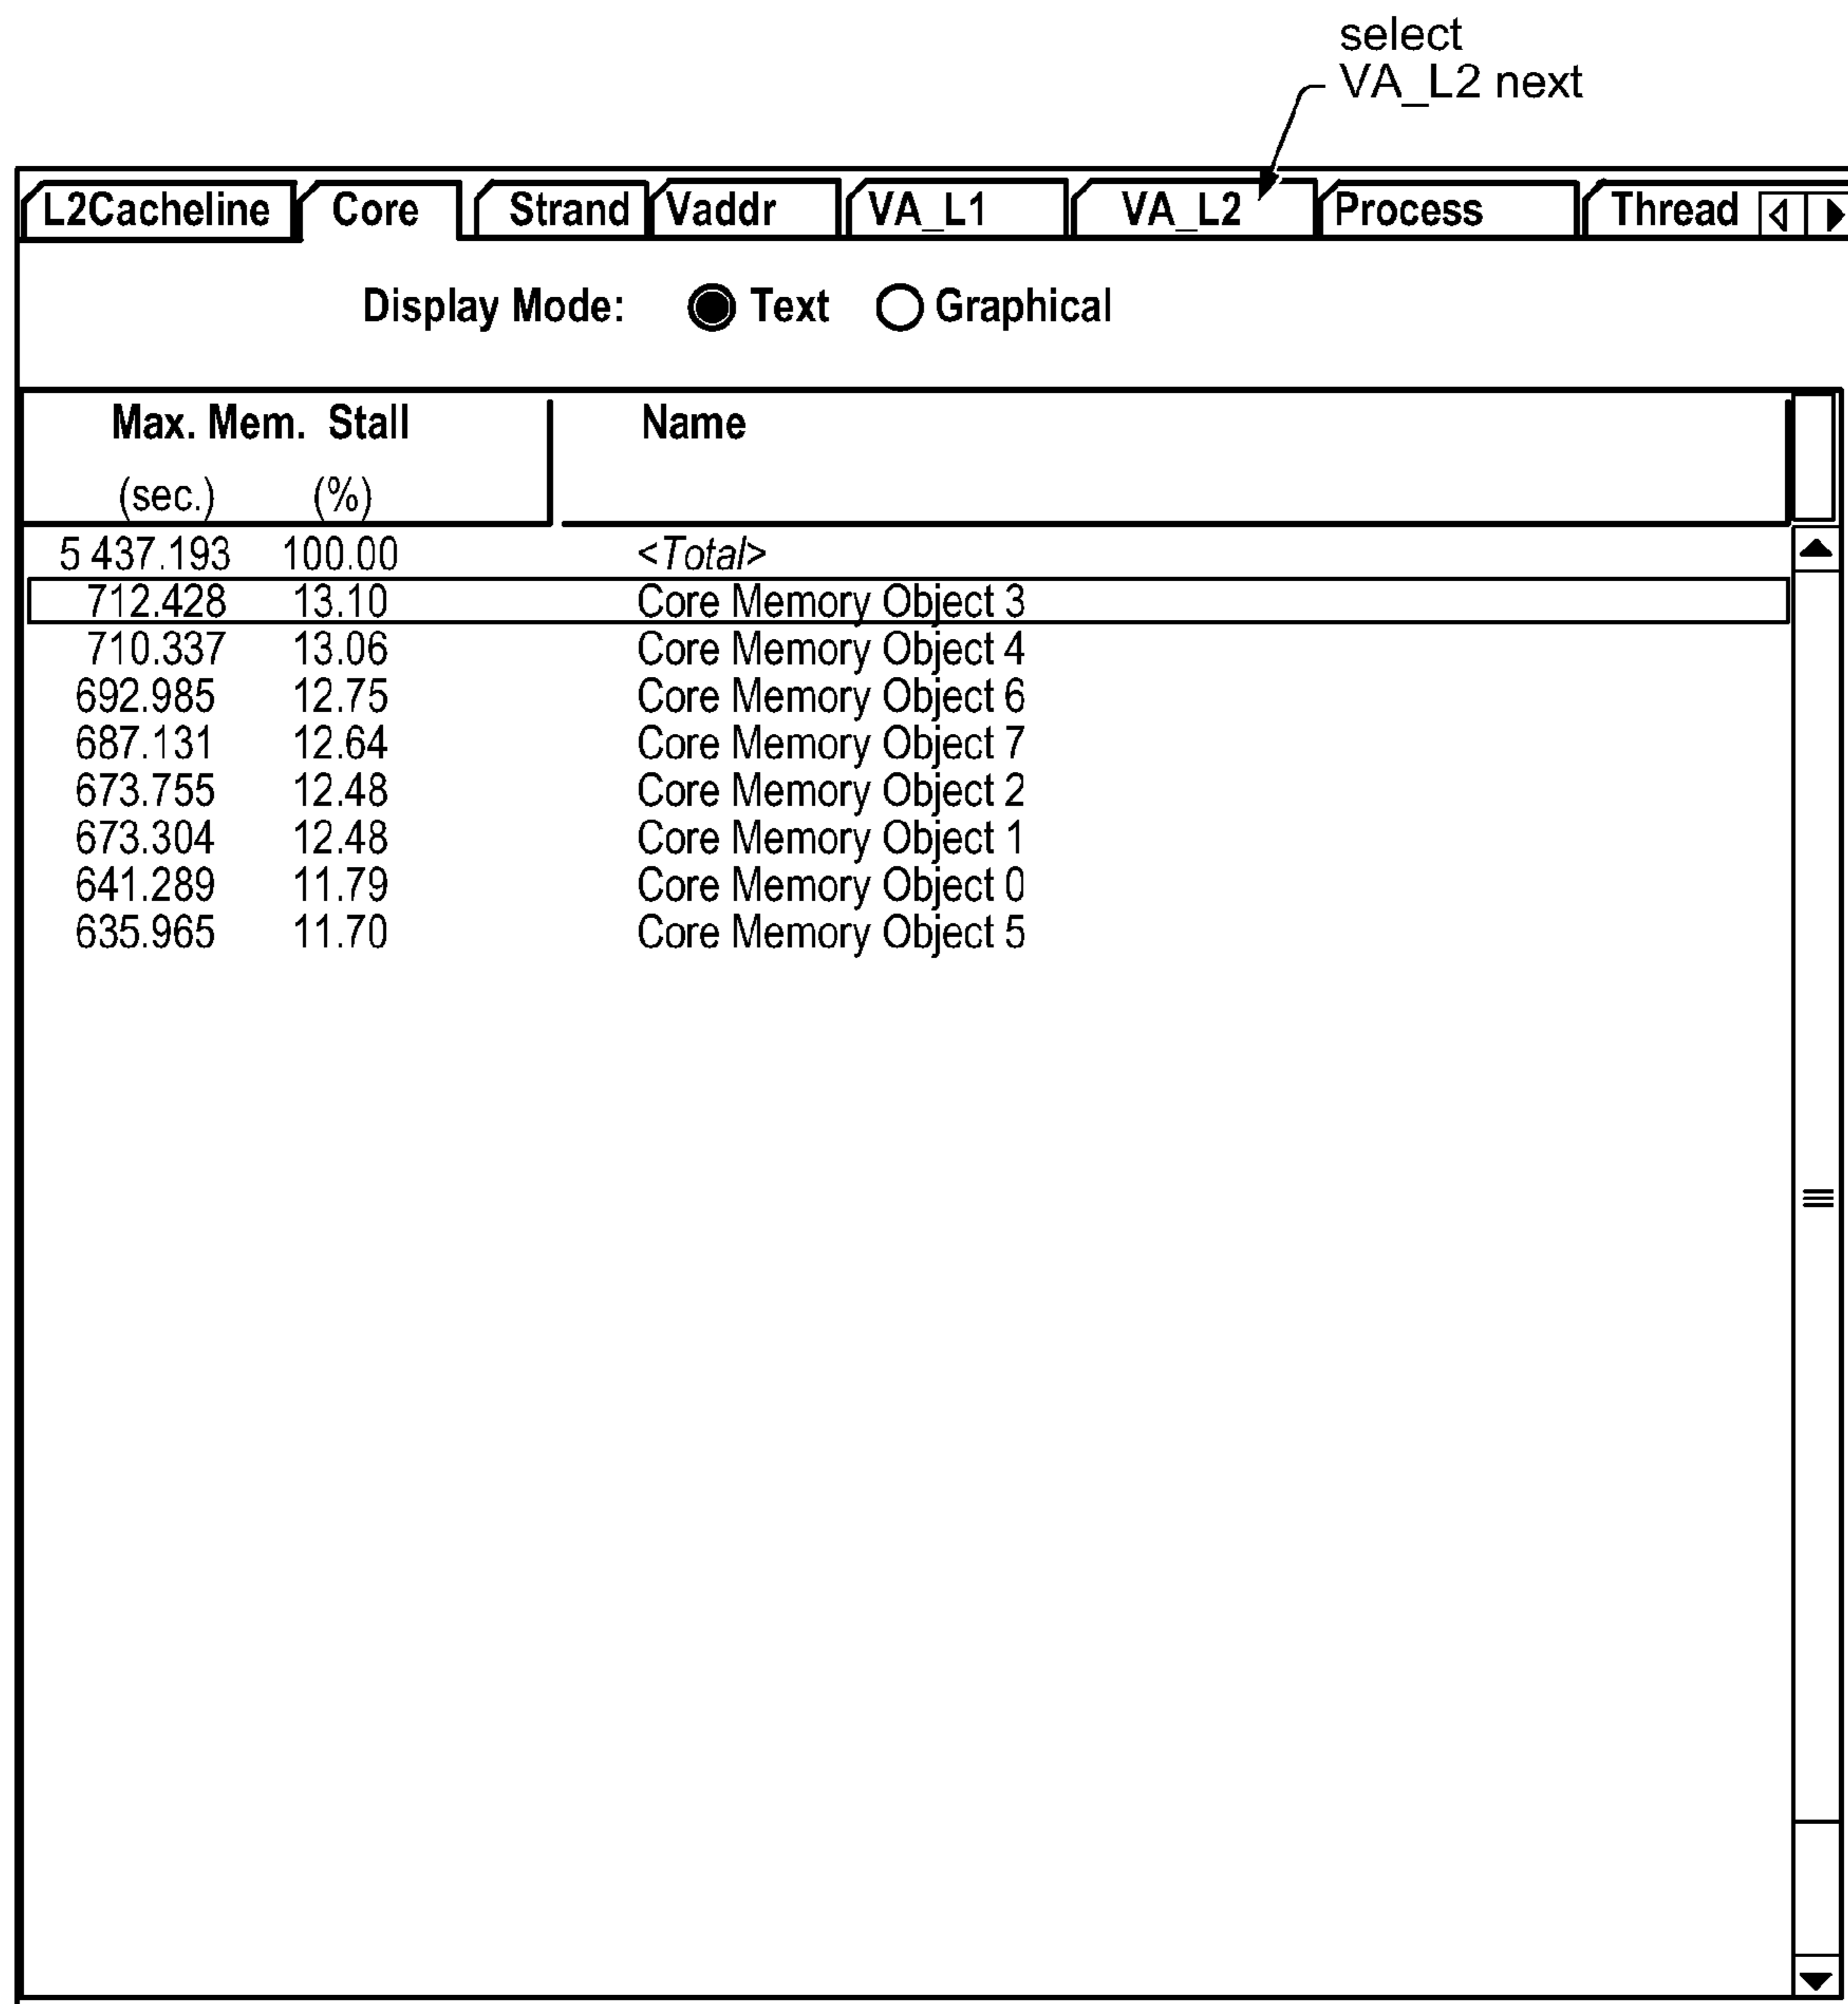 select
VA_L2 next
L2Cacheline Core Strand Vaddr VA_L1 VA_L2 Process Thread
Display Mode: Text Graphical
Max. Mem. Stall Name
(sec.) (%)
5 437.193 100.00 <Total>
712.428 13.10 Core Memory Object 3
710.337 13.06 Core Memory Object 4
692.985 12.75 Core Memory Object 6
687.131 12.64 Core Memory Object 7
673.755 12.48 Core Memory Object 2
673.304 12.48 Core Memory Object 1
641.289 11.79 Core Memory Object 0
635.965 11.70 Core Memory Object 5